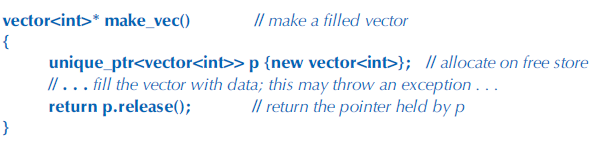 vector<int>* make_vec() // make a filled vector
{
unique_ptr<vector<int>> p {new vector<int>}; // allocate on free store
// . . . fill the vector with data; this may throw an exception . . .
return p.release(); // return the pointer held by p
}